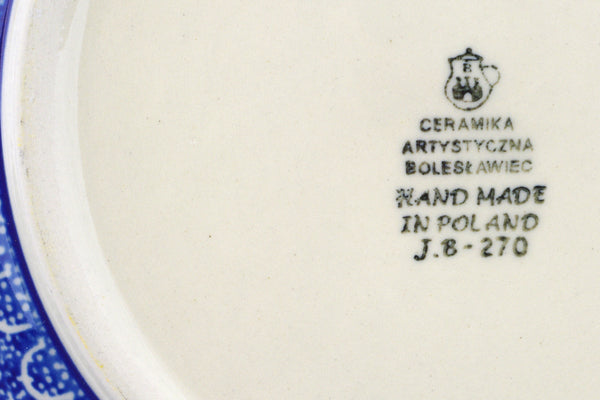 B
CERAMIKA
ARTYSTYCZNA
BOLESŁAWIEC
HAND MADE
IN POLAND
J.B-270